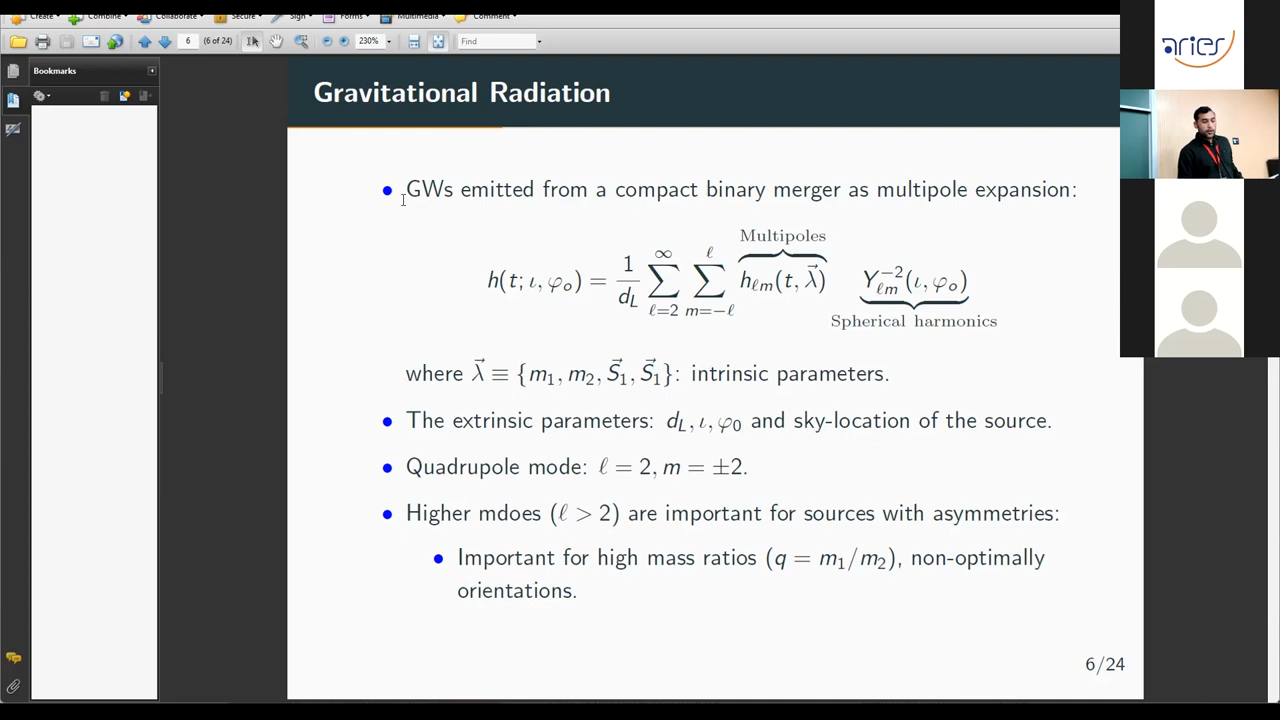 Create Combine Collaborate Secure Sign Forms Multimedia Comment
6 (6 of 24) 230% Find
Bookmarks
aries
Gravitational Radiation
GWs emitted from a compact binary merger as multipole expansion:
Multipoles
h(t; ι, φₒ) = 1/d_L ∑_{ℓ=2}^{∞} ∑_{m=−ℓ}^{ℓ} h_{ℓm}(t, λ⃗) Y_{ℓm}^{−2}(ι, φₒ)
Spherical harmonics
where λ⃗ ≡ {m₁, m₂, S⃗₁, S⃗₁}: intrinsic parameters.
The extrinsic parameters: d_L, ι, φ₀ and sky-location of the source.
Quadrupole mode: ℓ = 2, m = ±2.
Higher mdoes (ℓ > 2) are important for sources with asymmetries:
Important for high mass ratios (q = m₁/m₂), non-optimally
orientations.
6/24